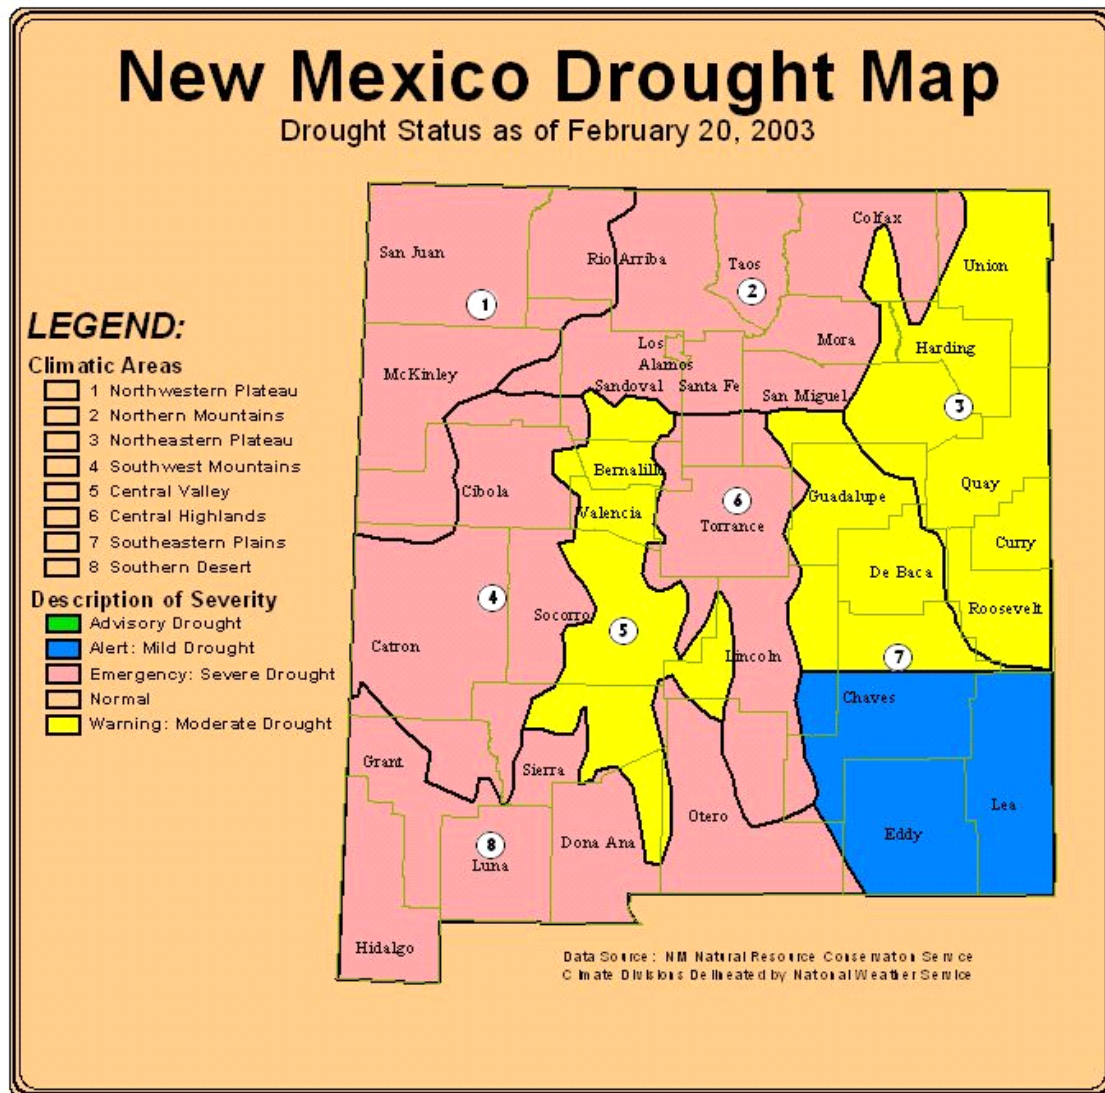 New Mexico Drought Map
Drought Status as of February 20, 2003
LEGEND:
Climatic Areas
1 Northwestern Plateau
2 Northern Mountains
3 Northeastern Plateau
4 Southwest Mountains
5 Central Valley
6 Central Highlands
7 Southeastern Plains
8 Southern Desert
Description of Severity
Advisory Drought
Alert: Mild Drought
Emergency: Severe Drought
Normal
Warning: Moderate Drought
San Juan
Rio Arriba
Taos
Colfax
Union
1
2
Los
Alamos
Mora
Harding
McKinley
Sandoval
Santa Fe
San Miguel
3
Bernalillo
Cibola
Valencia
6
Torrance
Guadalupe
Quay
Curry
De Baca
4
Socorro
5
Roosevelt
Catron
Lincoln
7
Chaves
Grant
Sierra
Otero
Lea
Eddy
8
Luna
Dona Ana
Hidalgo
Data Source: NM Natural Resource Conservation Service
Climate Divisions Delineated by National Weather Service